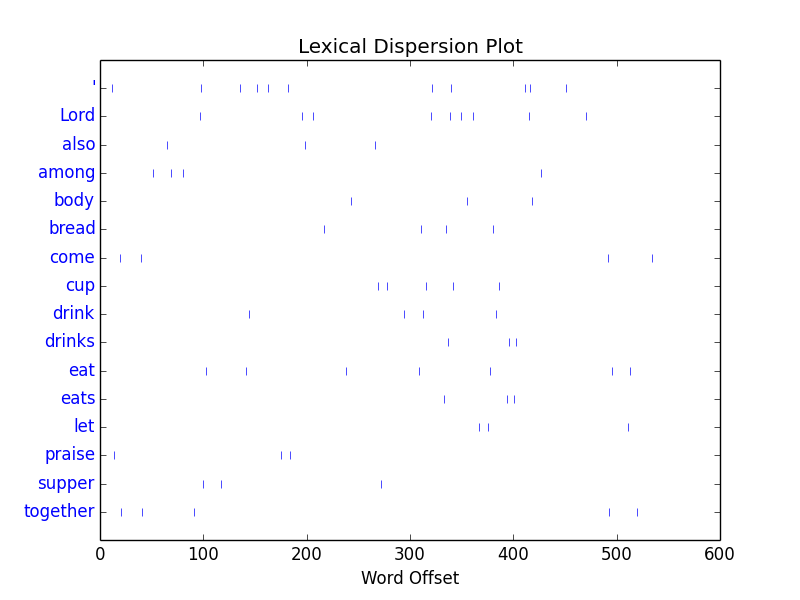 Lexical Dispersion Plot
'
Lord
also
among
body
bread
come
cup
drink
drinks
eat
eats
let
praise
supper
together
0 100 200 300 400 500 600
Word Offset